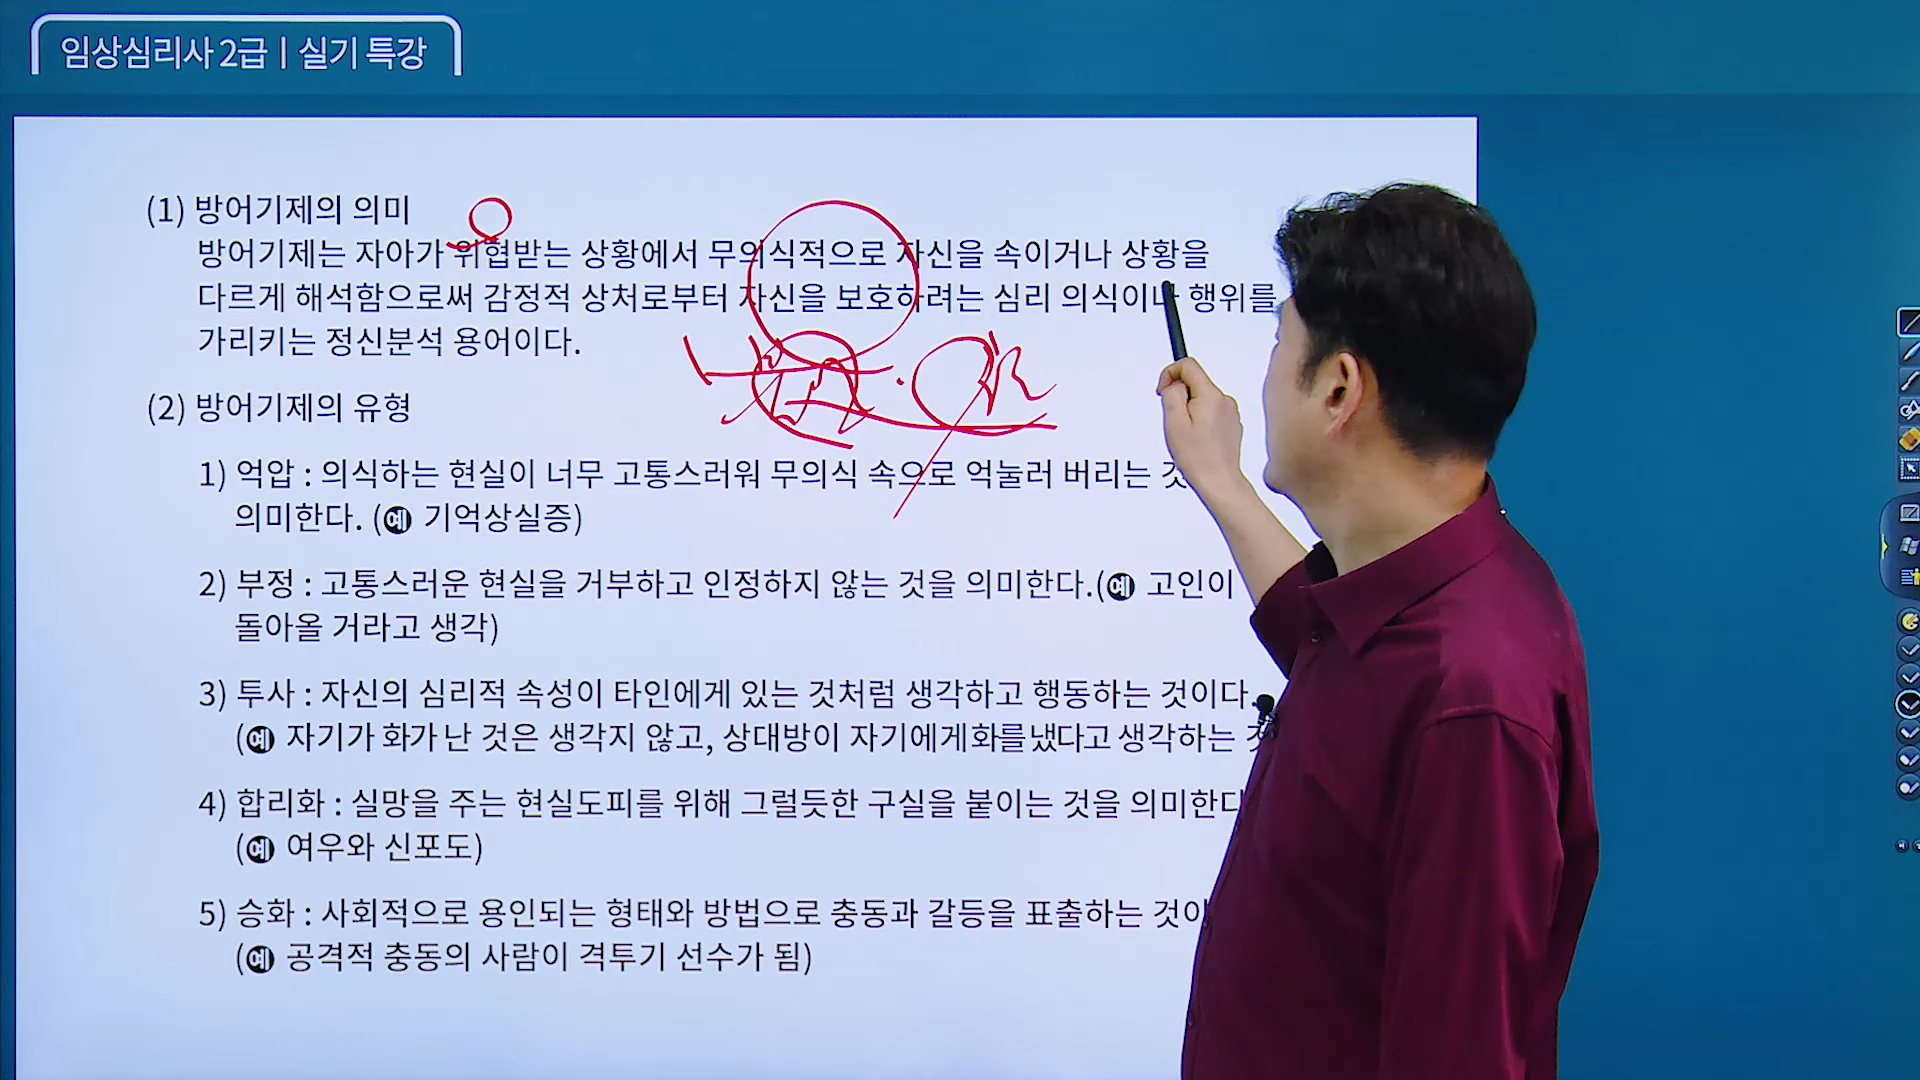 임상심리사 2급 | 실기 특강
(1) 방어기제의 의미
방어기제는 자아가 위협받는 상황에서 무의식적으로 자신을 속이거나 상황을
다르게 해석함으로써 감정적 상처로부터 자신을 보호하려는 심리 의식이나 행위를
가리키는 정신분석 용어이다.
(2) 방어기제의 유형
1) 억압 : 의식하는 현실이 너무 고통스러워 무의식 속으로 억눌러 버리는
의미한다. (예 기억상실증)
2) 부정 : 고통스러운 현실을 거부하고 인정하지 않는 것을 의미한다.(예 고인이
돌아올 거라고 생각)
3) 투사 : 자신의 심리적 속성이 타인에게 있는 것처럼 생각하고 행동하는 것이다.
(예 자기가 화가 난 것은 생각지 않고, 상대방이 자기에게 화를 냈다고 생각하는
4) 합리화 : 실망을 주는 현실도피를 위해 그럴듯한 구실을 붙이는 것을 의미한다
(예 여우와 신포도)
5) 승화 : 사회적으로 용인되는 형태와 방법으로 충동과 갈등을 표출하는 것이
(예 공격적 충동의 사람이 격투기 선수가 됨)